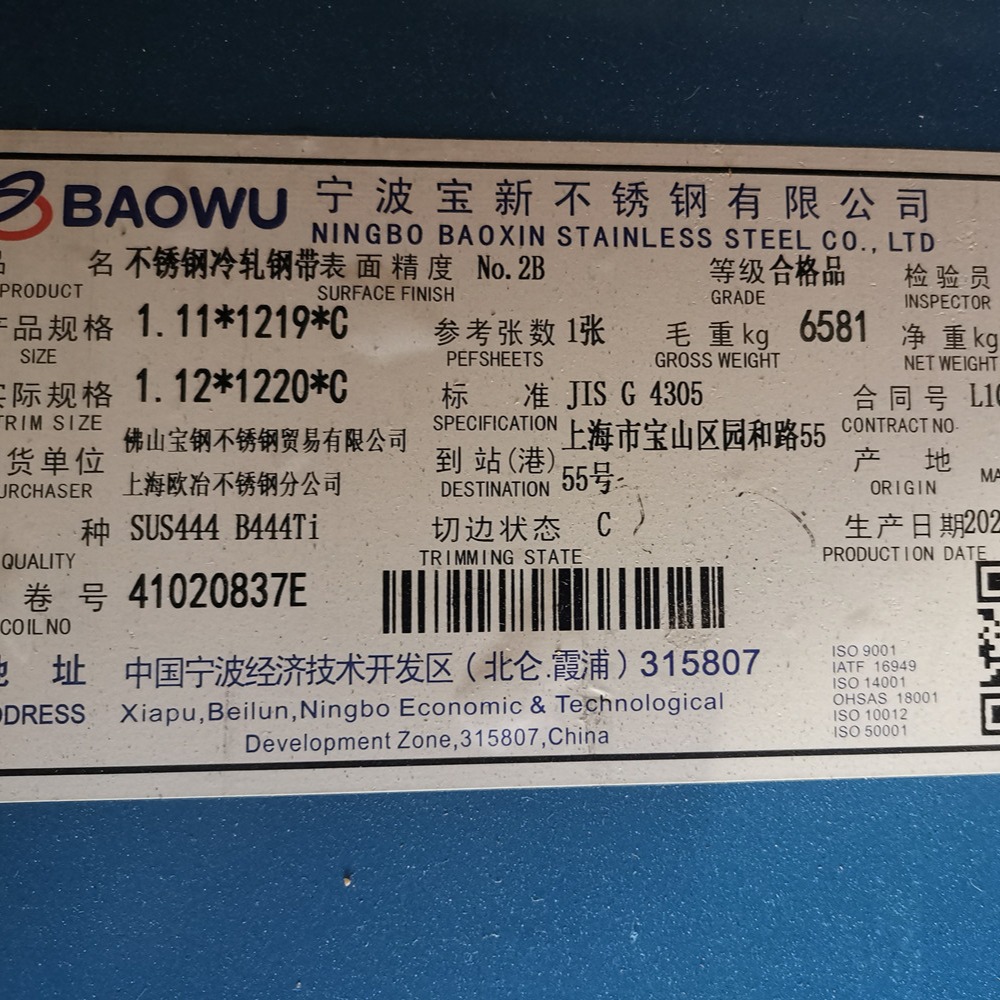 BAOWU 宁波宝新不锈钢有限公司
NINGBO BAOXIN STAINLESS STEEL CO., LTD
名 不锈钢冷轧钢带 表面精度 No.2B 等级 合格品 检验员
PRODUCT SURFACE FINISH GRADE INSPECTOR
产品规格 1.11*1219*C 参考张数 1张 毛重kg 6581 净重kg
SIZE PEFSHEETS GROSS WEIGHT NET WEIGHT
实际规格 1.12*1220*C 标准 JIS G 4305 合同号
TRIM SIZE SPECIFICATION CONTRACT NO.
货单位 佛山宝钢不锈钢贸易有限公司 到站(港) 上海市宝山区园和路55 产地
URCHASER 上海欧冶不锈钢分公司 DESTINATION 55号 ORIGIN
种 SUS444 B444Ti 切边状态 C 生产日期
QUALITY TRIMMING STATE PRODUCTION DATE
卷号 41020837E
COIL NO
址 中国宁波经济技术开发区(北仑.霞浦)315807
DDRESS Xiapu,Beilun,Ningbo Economic & Technological
Development Zone,315807,China
ISO 9001
IATF 16949
ISO 14001
OHSAS 18001
ISO 10012
ISO 50001